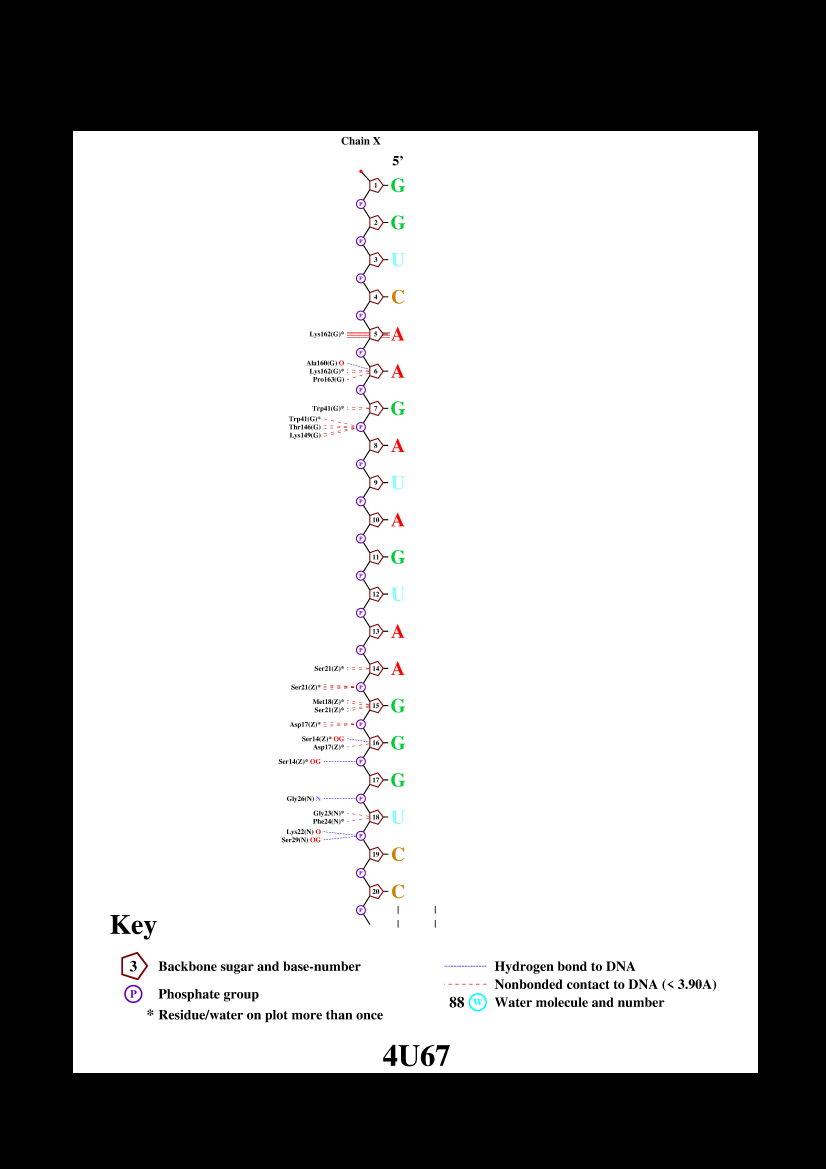 Chain X
5’
1 G
P
2 G
P
3 U
P
4 C
P
Lys162(G)* 5 A
P
Ala160(G) O
Lys162(G)* 6 A
Pro163(G)
P
Trp41(G)* 7 G
Trp41(G)*
Thr146(G) P
Lys149(G)
8 A
P
9 U
P
10 A
P
11 G
P
12 U
P
13 A
P
Ser21(Z)* 14 A
Ser21(Z)* P
Met18(Z)*
15 G
Ser21(Z)*
Asp17(Z)* P
Ser14(Z)* OG
16 G
Asp17(Z)*
Ser14(Z)* OG P
17 G
Gly26(N) N P
Gly23(N)*
18 U
Phe24(N)*
Lys22(N) O
P
Ser29(N) OG
19 C
P
20 C
P
Key
3 Backbone sugar and base-number
P Phosphate group
* Residue/water on plot more than once
Hydrogen bond to DNA
Nonbonded contact to DNA (< 3.90A)
88 W Water molecule and number
4U67